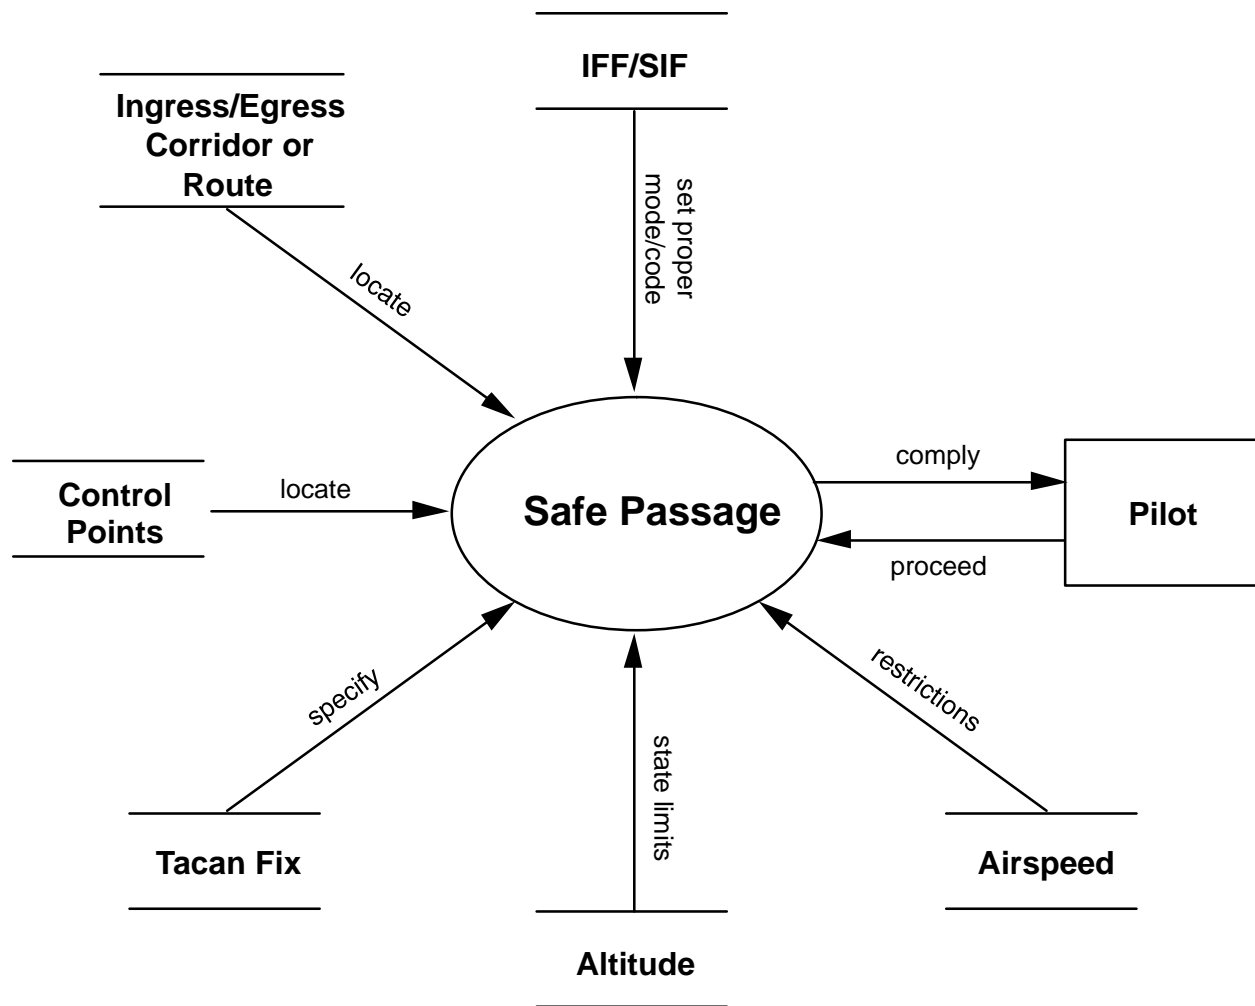 IFF/SIF
Ingress/Egress
Corridor or
Route
set proper
mode/code
locate
comply
Control
Points
locate
Safe Passage
Pilot
proceed
specify
restrictions
state limits
Tacan Fix
Airspeed
Altitude